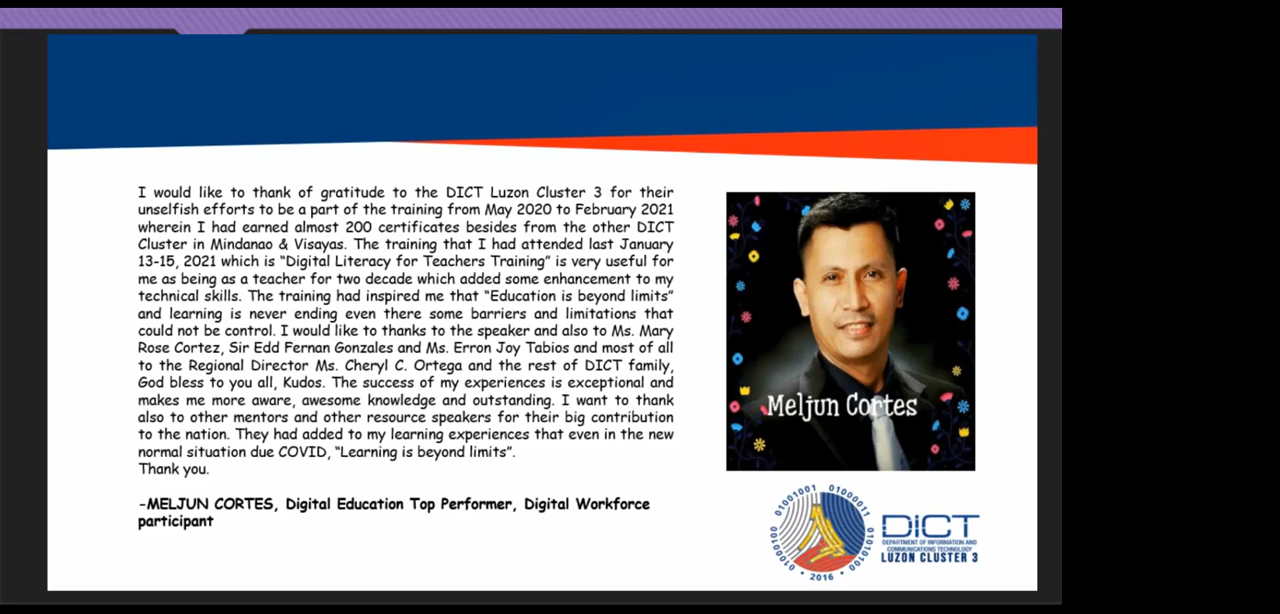 I would like to thank of gratitude to the DICT Luzon Cluster 3 for their
unselfish efforts to be a part of the training from May 2020 to February 2021
wherein I had earned almost 200 certificates besides from the other DICT
Cluster in Mindanao & Visayas. The training that I had attended last January
13-15, 2021 which is “Digital Literacy for Teachers Training” is very useful for
me as being as a teacher for two decade which added some enhancement to my
technical skills. The training had inspired me that “Education is beyond limits”
and learning is never ending even there some barriers and limitations that
could not be control. I would like to thanks to the speaker and also to Ms. Mary
Rose Cortez, Sir Edd Fernan Gonzales and Ms. Erron Joy Tabios and most of all
to the Regional Director Ms. Cheryl C. Ortega and the rest of DICT family,
God bless to you all, Kudos. The success of my experiences is exceptional and
makes me more aware, awesome knowledge and outstanding. I want to thank
also to other mentors and other resource speakers for their big contribution
to the nation. They had added to my learning experiences that even in the new
normal situation due COVID, “Learning is beyond limits”.
Thank you.
-MELJUN CORTES, Digital Education Top Performer, Digital Workforce
participant
Meljun Cortes
01000100 01001001 01000011 01010100
• 2016 •
DICT
DEPARTMENT OF INFORMATION AND
COMMUNICATIONS TECHNOLOGY
LUZON CLUSTER 3